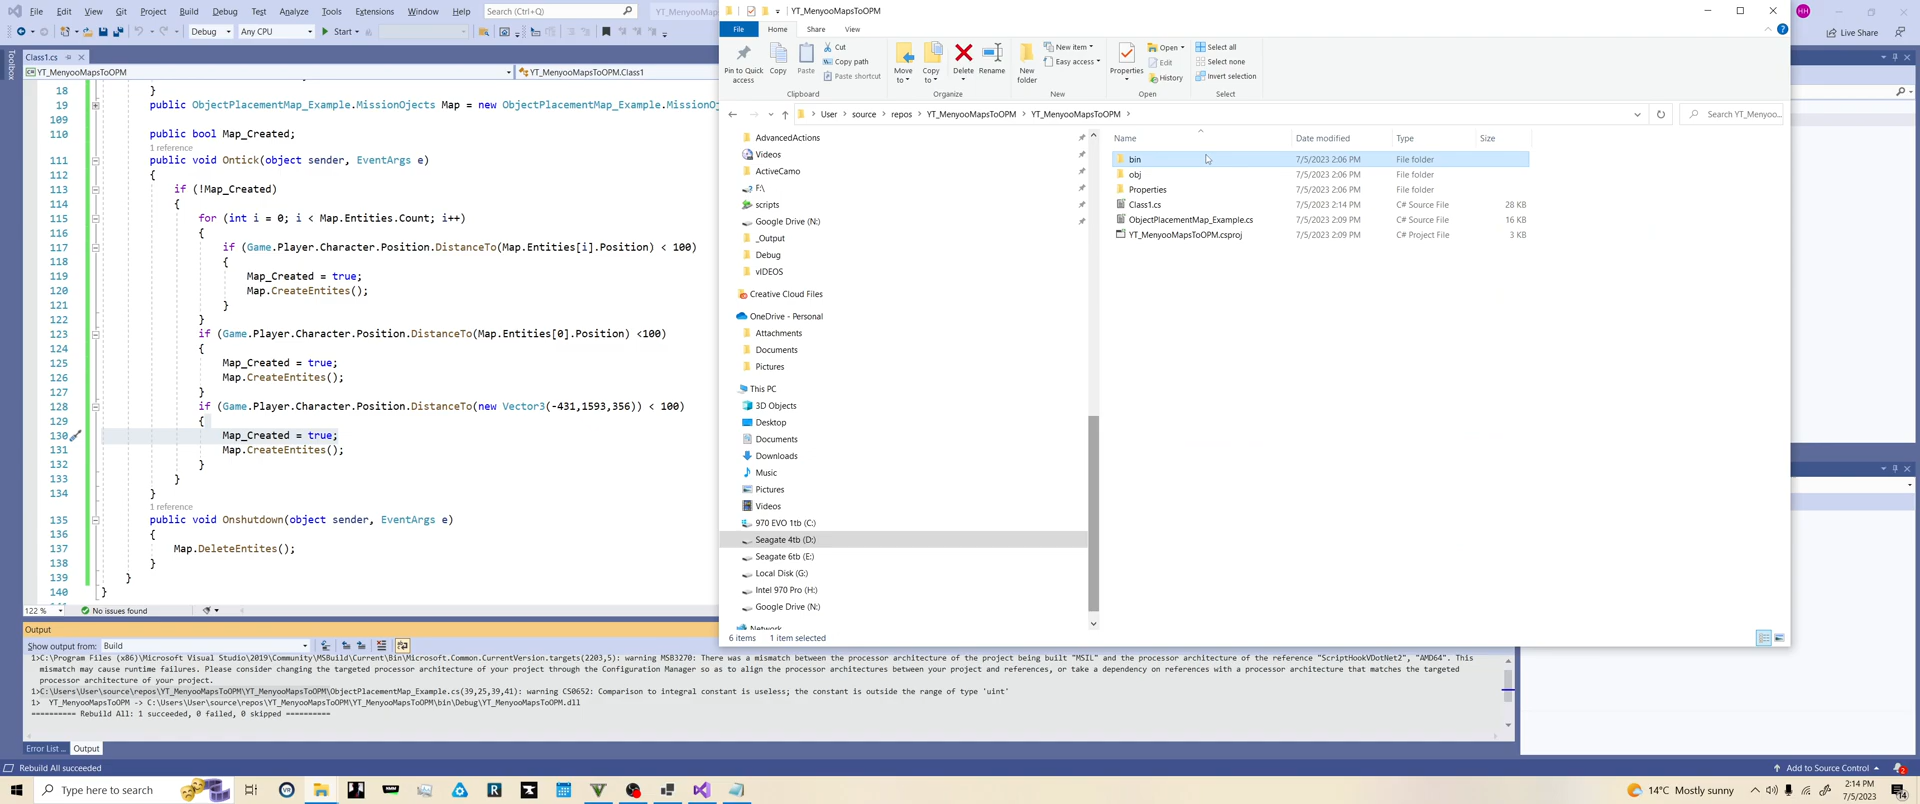 File Edit View Git Project Build Debug Test Analyze Tools Extensions Window Help Search (Ctrl+Q) YT_MenyooMap
Debug Any CPU Start
Live Share
Toolbox
Class1.cs
YT_MenyooMapsToOPM YT_MenyooMapsToOPM.Class1
18 }
19 public ObjectPlacementMap_Example.MissionOjects Map = new ObjectPlacementMap_Example.MissionOj
109
110 public bool Map_Created;
1 reference
111 public void Ontick(object sender, EventArgs e)
112 {
113 if (!Map_Created)
114 {
115 for (int i = 0; i < Map.Entities.Count; i++)
116 {
117 if (Game.Player.Character.Position.DistanceTo(Map.Entities[i].Position) < 100)
118 {
119 Map_Created = true;
120 Map.CreateEntites();
121 }
122 }
123 if (Game.Player.Character.Position.DistanceTo(Map.Entities[0].Position) <100)
124 {
125 Map_Created = true;
126 Map.CreateEntites();
127 }
128 if (Game.Player.Character.Position.DistanceTo(new Vector3(-431,1593,356)) < 100)
129 {
130 Map_Created = true;
131 Map.CreateEntites();
132 }
133 }
134 }
1 reference
135 public void Onshutdown(object sender, EventArgs e)
136 {
137 Map.DeleteEntites();
138 }
139 }
140 }
122 % No issues found
Output
Show output from: Build
1>C:\Program Files (x86)\Microsoft Visual Studio\2019\Community\MSBuild\Current\Bin\Microsoft.Common.CurrentVersion.targets(2203,5): warning MSB3270: There was a mismatch between the processor architecture of the project being built "MSIL" and the processor architecture of the reference "ScriptHookVDotNet2", "AMD64". This
mismatch may cause runtime failures. Please consider changing the targeted processor architecture of your project through the Configuration Manager so as to align the processor architectures between your project and references, or take a dependency on references with a processor architecture that matches the targeted
processor architecture of your project.
1>C:\Users\User\source\repos\YT_MenyooMapsToOPM\YT_MenyooMapsToOPM\ObjectPlacementMap_Example.cs(39,25,39,41): warning CS0652: Comparison to integral constant is useless; the constant is outside the range of type 'uint'
1> YT_MenyooMapsToOPM -> C:\Users\User\source\repos\YT_MenyooMapsToOPM\YT_MenyooMapsToOPM\bin\Debug\YT_MenyooMapsToOPM.dll
========== Rebuild All: 1 succeeded, 0 failed, 0 skipped ==========
Error List ... Output
Rebuild All succeeded
Add to Source Control
YT_MenyooMapsToOPM
File Home Share View
HH
Pin to Quick access
Copy
Paste
Cut
Copy path
Paste shortcut
Clipboard
Move to
Copy to
Delete
Rename
Organize
New folder
New item
Easy access
New
Properties
Open
Edit
History
Open
Select all
Select none
Invert selection
Select
User source repos YT_MenyooMapsToOPM YT_MenyooMapsToOPM
Search YT_Menyoo...
AdvancedActions
Videos
ActiveCamo
F:\
scripts
Google Drive (N:)
_Output
Debug
vIDEOS
Creative Cloud Files
OneDrive - Personal
Attachments
Documents
Pictures
This PC
3D Objects
Desktop
Documents
Downloads
Music
Pictures
Videos
970 EVO 1tb (C:)
Seagate 4tb (D:)
Seagate 6tb (E:)
Local Disk (G:)
Intel 970 Pro (H:)
Google Drive (N:)
Network
Name Date modified Type Size
bin 7/5/2023 2:06 PM File folder
obj 7/5/2023 2:06 PM File folder
Properties 7/5/2023 2:06 PM File folder
Class1.cs 7/5/2023 2:14 PM C# Source File 28 KB
ObjectPlacementMap_Example.cs 7/5/2023 2:09 PM C# Source File 16 KB
YT_MenyooMapsToOPM.csproj 7/5/2023 2:09 PM C# Project File 3 KB
6 items 1 item selected
Type here to search
VR
R
14°C Mostly sunny
2:14 PM
7/5/2023
14
2